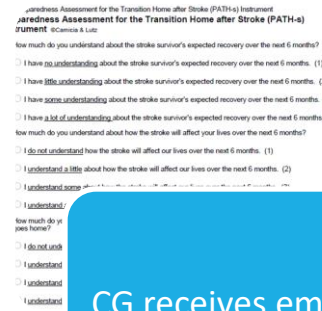 paredness Assessment for the Transition Home after Stroke (PATH-s) Instrument
paredness Assessment for the Transition Home after Stroke (PATH-s)
trument ©Camicia & Lutz
How much do you understand about the stroke survivor's expected recovery over the next 6 months?
I have no understanding about the stroke survivor's expected recovery over the next 6 months. (1)
I have little understanding about the stroke survivor's expected recovery over the next 6 months. (
I have some understanding about the stroke survivor's expected recovery over the next 6 months.
I have a lot of understanding about the stroke survivor's expected recovery over the next 6 months
How much do you understand about how the stroke will affect your lives over the next 6 months?
I do not understand how the stroke will affect our lives over the next 6 months. (1)
I understand a little about how the stroke will affect our lives over the next 6 months. (2)
I understand some
I understand
How much do
goes home?
I do not und
I understand
I understand
I understand
CG receives em